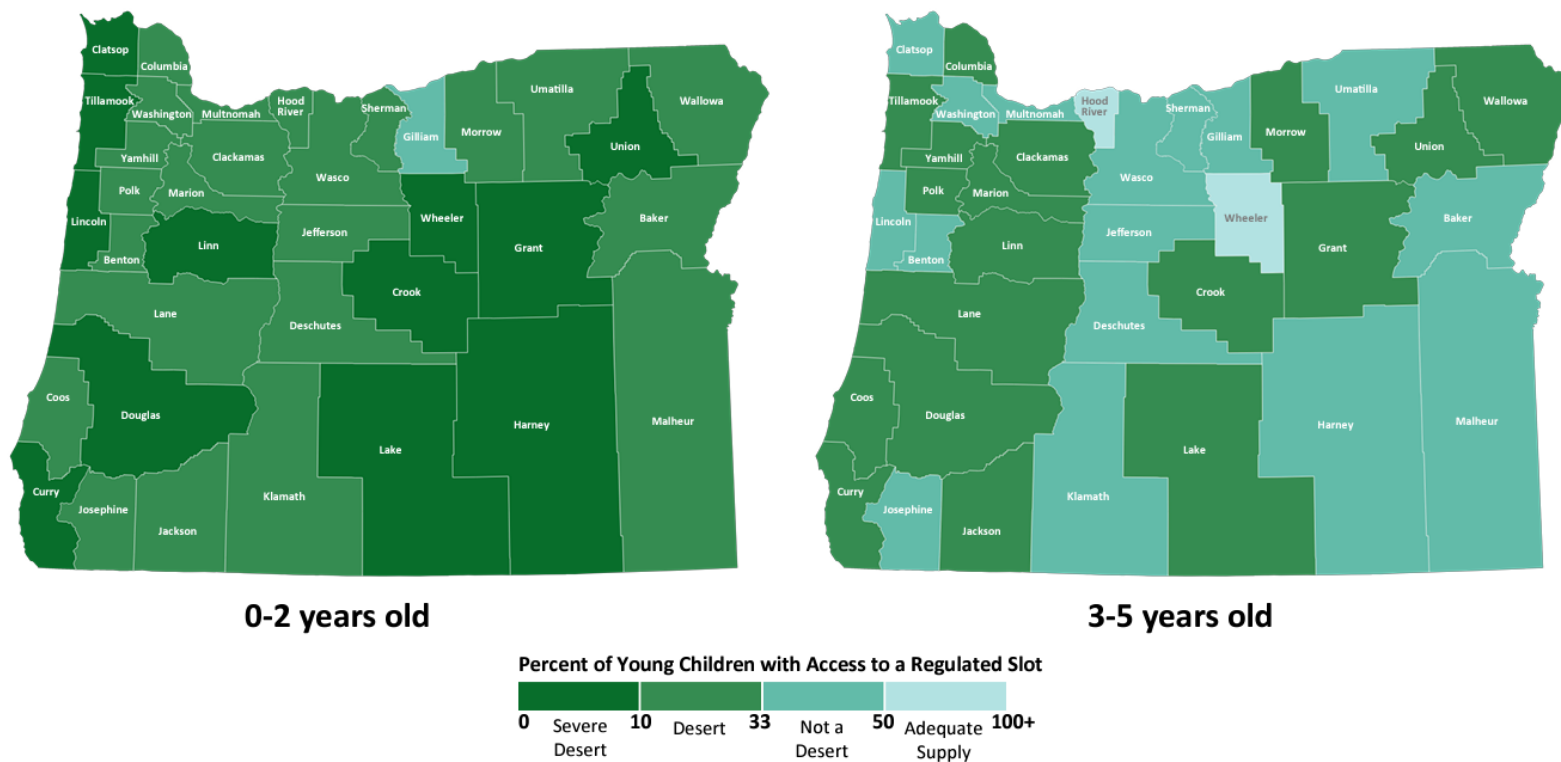 Clatsop
Columbia
Tillamook
Washington
Multnomah
Hood
River
Sherman
Gilliam
Morrow
Umatilla
Union
Wallowa
Yamhill
Clackamas
Wasco
Polk
Marion
Wheeler
Baker
Lincoln
Jefferson
Grant
Benton
Linn
Crook
Lane
Deschutes
Coos
Douglas
Harney
Malheur
Lake
Curry
Klamath
Josephine
Jackson
0-2 years old
Clatsop
Columbia
Tillamook
Washington
Multnomah
Hood
River
Sherman
Gilliam
Morrow
Umatilla
Union
Wallowa
Yamhill
Clackamas
Wasco
Polk
Marion
Wheeler
Baker
Lincoln
Jefferson
Grant
Benton
Linn
Crook
Lane
Deschutes
Coos
Douglas
Harney
Malheur
Lake
Curry
Klamath
Josephine
Jackson
3-5 years old
Percent of Young Children with Access to a Regulated Slot
0 10 33 50 100+
Severe
Desert
Desert
Not a
Desert
Adequate
Supply